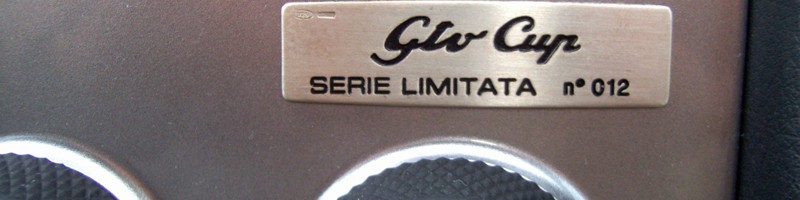 Gtv Cup
SERIE LIMITATA n° 012